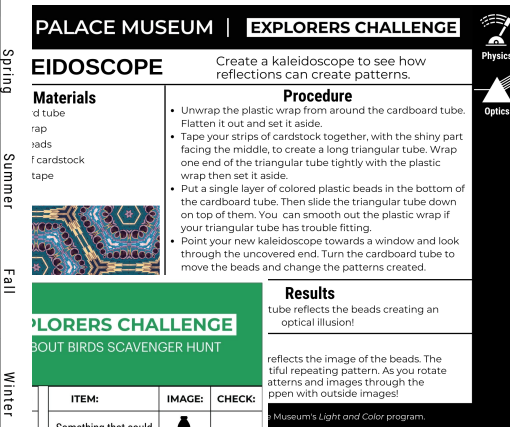 PALACE MUSEUM | EXPLORERS CHALLENGE
EIDOSCOPE
Create a kaleidoscope to see how
reflections can create patterns.
Physics
Optics
Spring
Summer
Fall
Winter
Materials
rd tube
rap
eads
f cardstock
tape
Procedure
• Unwrap the plastic wrap from around the cardboard tube.
Flatten it out and set it aside.
• Tape your strips of cardstock together, with the shiny part
facing the middle, to create a long triangular tube. Wrap
one end of the triangular tube tightly with the plastic
wrap then set it aside.
• Put a single layer of colored plastic beads in the bottom of
the cardboard tube. Then slide the triangular tube down
on top of them. You can smooth out the plastic wrap if
your triangular tube has trouble fitting.
• Point your new kaleidoscope towards a window and look
through the uncovered end. Turn the cardboard tube to
move the beads and change the patterns created.
Results
tube reflects the beads creating an
optical illusion!
reflects the image of the beads. The
tiful repeating pattern. As you rotate
atterns and images through the
ppen with outside images!
e Museum's Light and Color program.
PLORERS CHALLENGE
BOUT BIRDS SCAVENGER HUNT
ITEM: IMAGE: CHECK:
Something that could